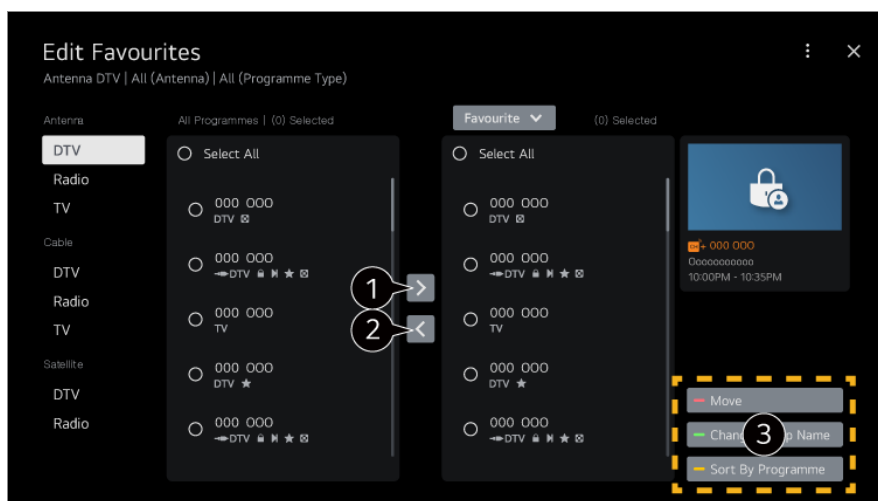 Edit Favourites
Antenna DTV | All (Antenna) | All (Programme Type)
Antenna
DTV
Radio
TV
Cable
DTV
Radio
TV
Satellite
DTV
Radio
All Programmes | (0) Selected
Select All
000 000
DTV
000 000
DTV
000 000
TV
000 000
DTV
000 000
DTV
1
2
Favourite
(0) Selected
Select All
000 000
DTV
000 000
DTV
000 000
TV
000 000
DTV
000 000
DTV
CH+ 000 000
Ooooooooooo
10:00PM - 10:35PM
Move
3
Name
Sort By Programme